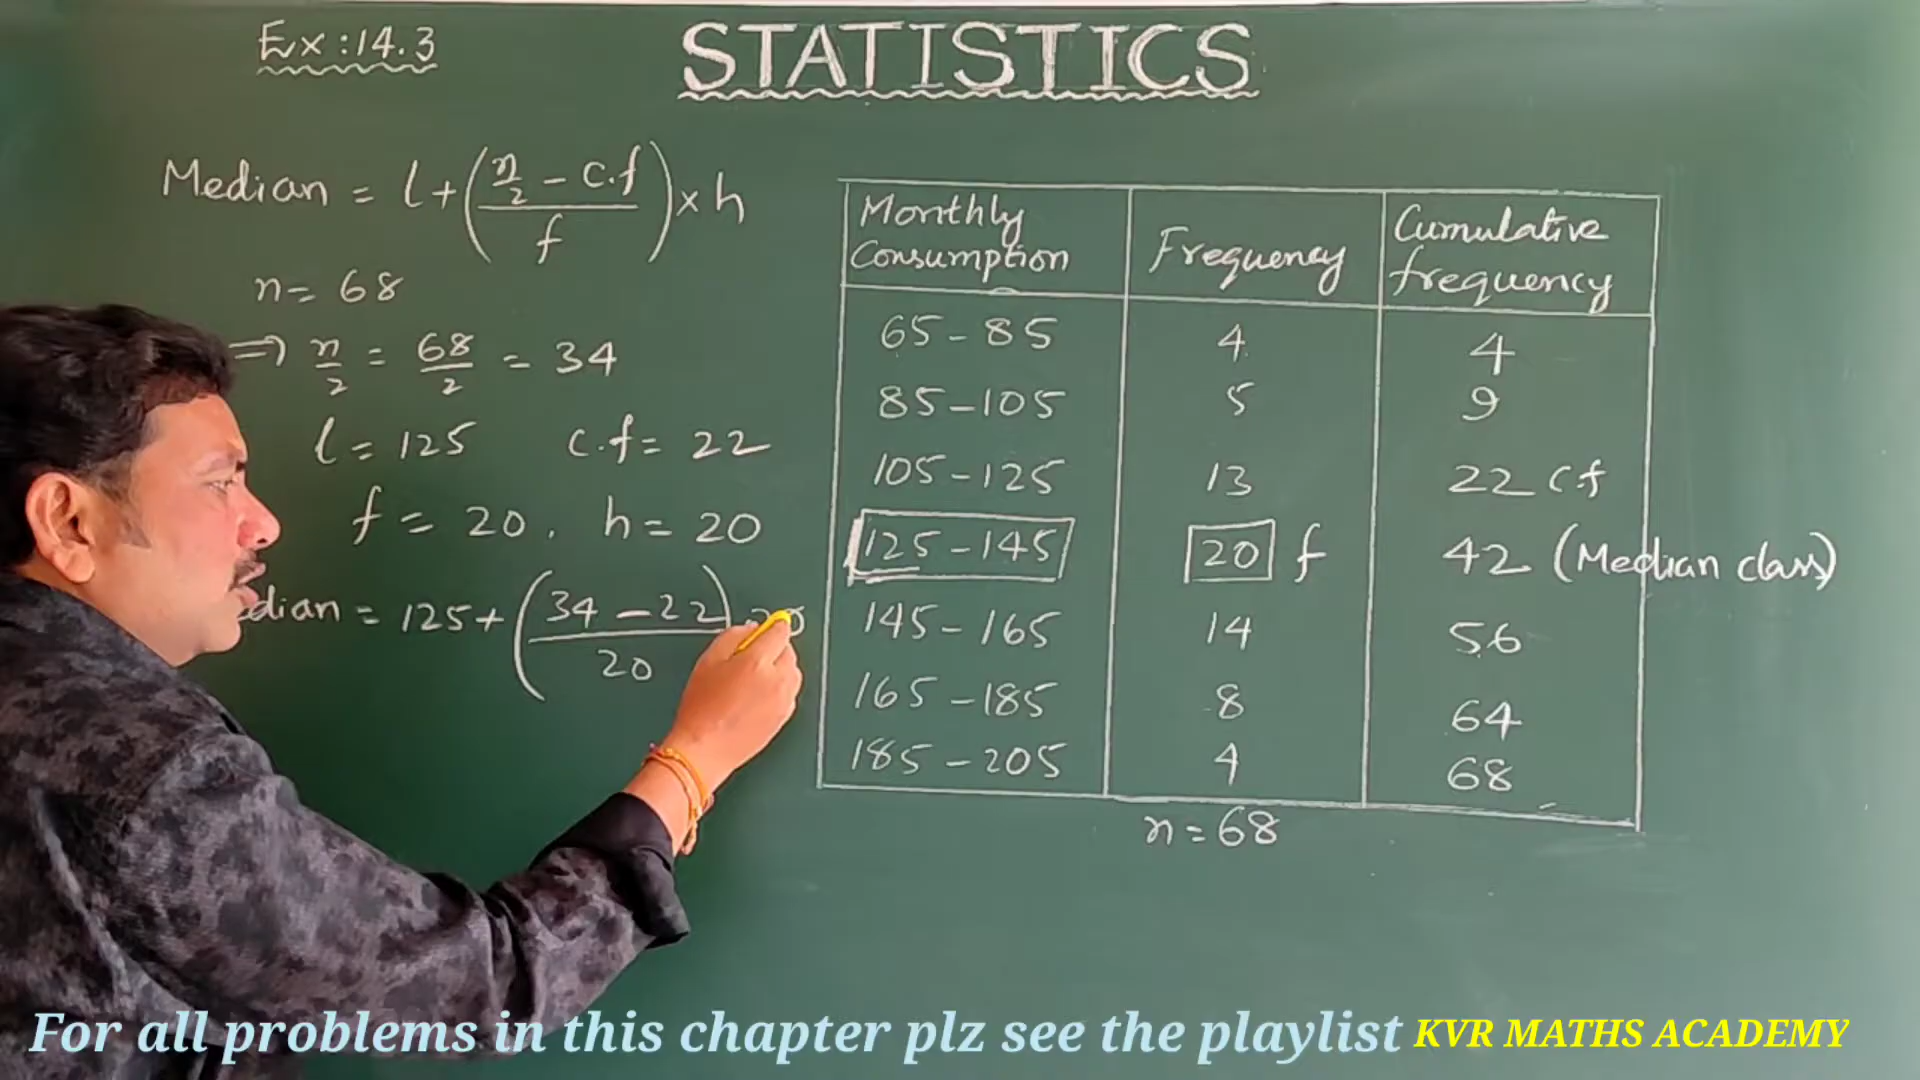 Ex:14.3
STATISTICS
Median = l + (n/2 - c.f / f) × h
n = 68
⇒ n/2 = 68/2 = 34
l = 125 c.f = 22
f = 20, h = 20
dian = 125 + (34 - 22 / 20)
Monthly Consumption Frequency Cumulative frequency
65-85 4 4
85-105 5 9
105-125 13 22 c.f
125-145 20 f 42 (Median class)
145-165 14 56
165-185 8 64
185-205 4 68
n = 68
For all problems in this chapter plz see the playlist KVR MATHS ACADEMY